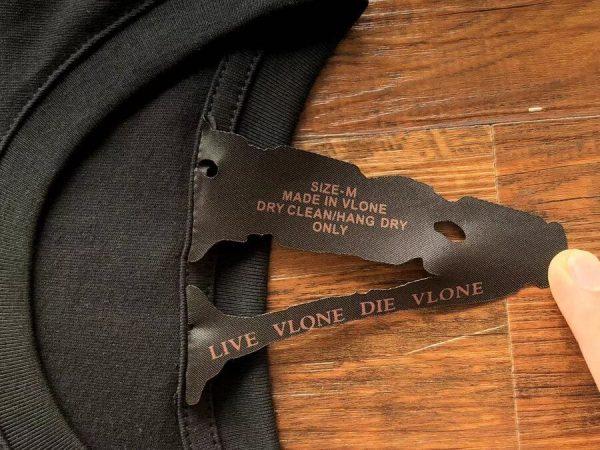 SIZE-M
MADE IN VLONE
DRY CLEAN/HANG DRY
ONLY
LIVE VLONE DIE VLONE